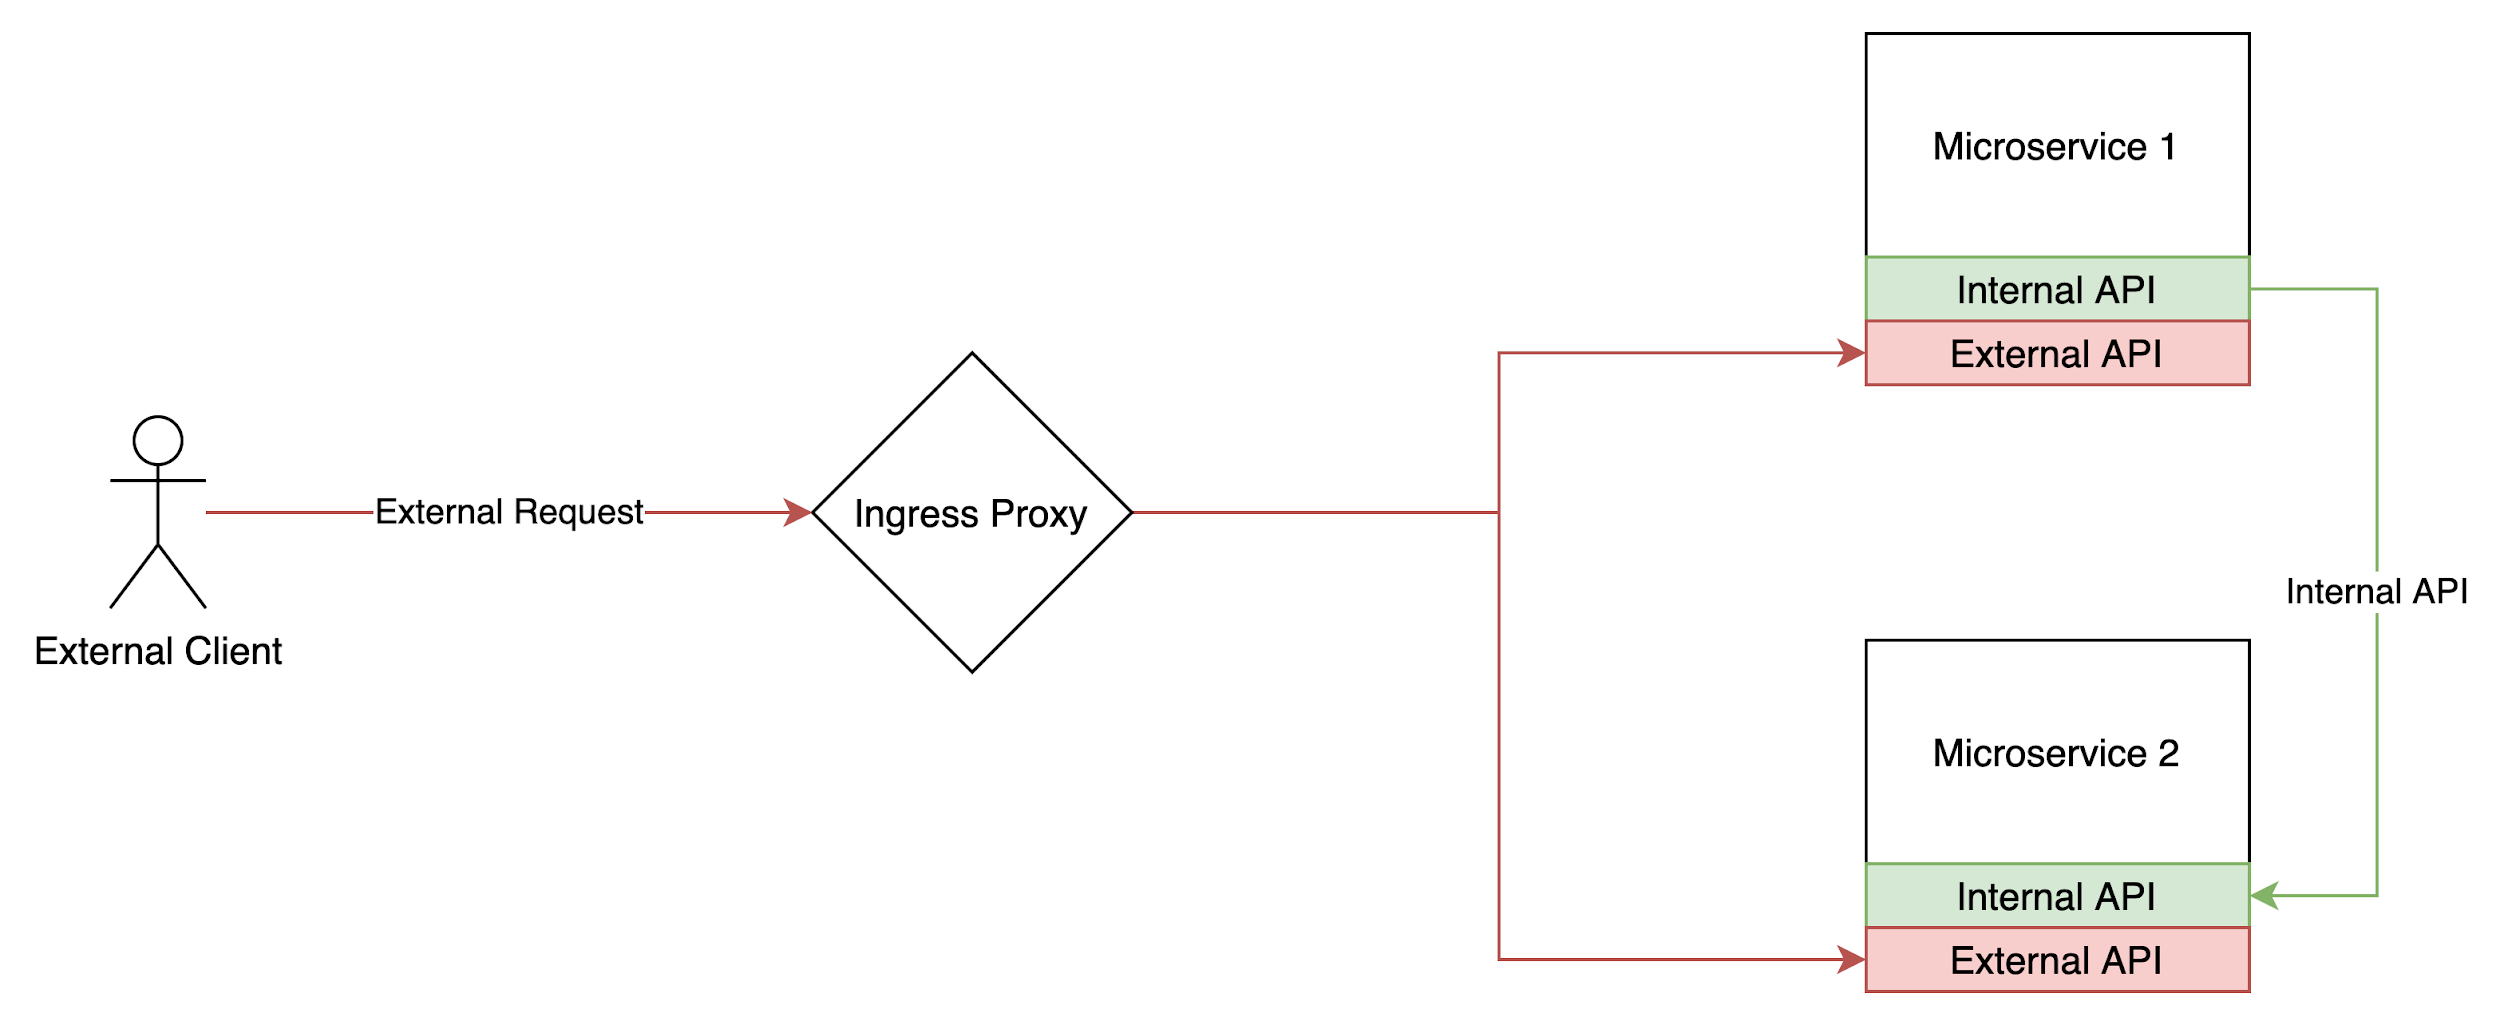 Microservice 1
Internal API
External API
External Request
Ingress Proxy
Internal API
External Client
Microservice 2
Internal API
External API